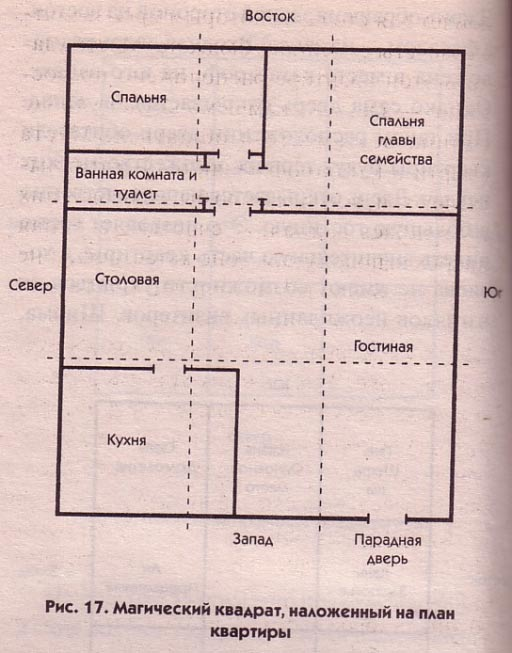 Восток
Спальня
Спальня
главы
семейства
Ванная комната и
туалет
Север
Столовая
Юг
Гостиная
Кухня
Запад
Парадная
дверь
Рис. 17. Магический квадрат, наложенный на план
квартиры